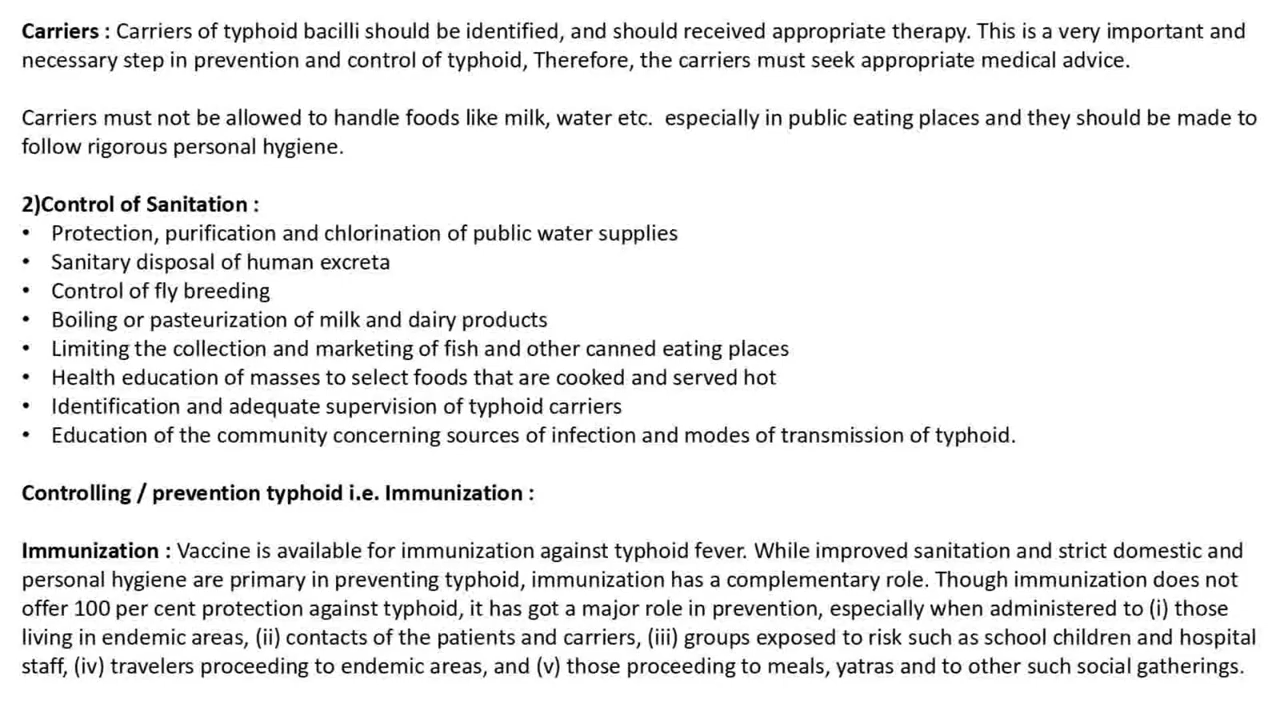 Carriers : Carriers of typhoid bacilli should be identified, and should received appropriate therapy. This is a very important and
necessary step in prevention and control of typhoid, Therefore, the carriers must seek appropriate medical advice.
Carriers must not be allowed to handle foods like milk, water etc.  especially in public eating places and they should be made to
follow rigorous personal hygiene.
2)Control of Sanitation :
• Protection, purification and chlorination of public water supplies
• Sanitary disposal of human excreta
• Control of fly breeding
• Boiling or pasteurization of milk and dairy products
• Limiting the collection and marketing of fish and other canned eating places
• Health education of masses to select foods that are cooked and served hot
• Identification and adequate supervision of typhoid carriers
• Education of the community concerning sources of infection and modes of transmission of typhoid.
Controlling / prevention typhoid i.e. Immunization :
Immunization : Vaccine is available for immunization against typhoid fever. While improved sanitation and strict domestic and
personal hygiene are primary in preventing typhoid, immunization has a complementary role. Though immunization does not
offer 100 per cent protection against typhoid, it has got a major role in prevention, especially when administered to (i) those
living in endemic areas, (ii) contacts of the patients and carriers, (iii) groups exposed to risk such as school children and hospital
staff, (iv) travelers proceeding to endemic areas, and (v) those proceeding to meals, yatras and to other such social gatherings.